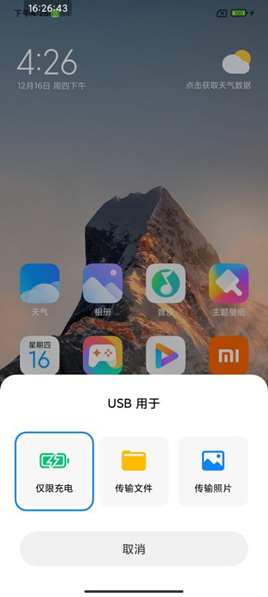 16:26:43
下午4:26
4:26
12月16日 周四下午
点击获取天气数据
天气
相册
音乐
主题壁纸
星期四
16
USB 用于
仅限充电
传输文件
传输照片
取消